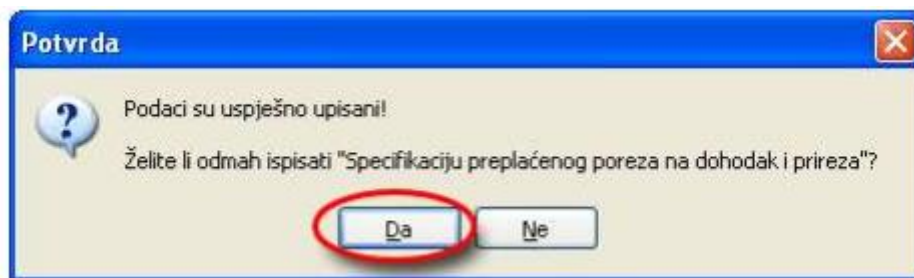 Potvrda
Podaci su uspješno upisani!
Želite li odmah ispisati "Specifikaciju preplaćenog poreza na dohodak i prireza"?
Da Ne